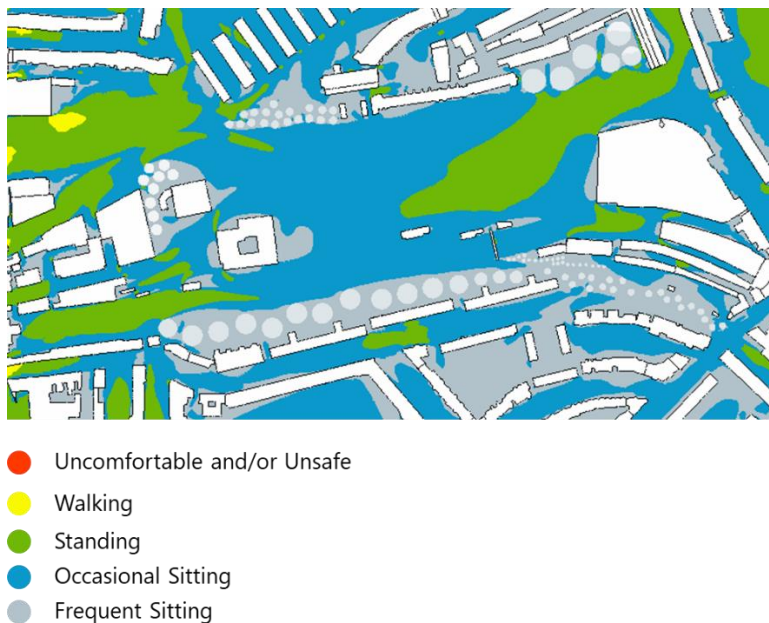 Uncomfortable and/or Unsafe
Walking
Standing
Occasional Sitting
Frequent Sitting